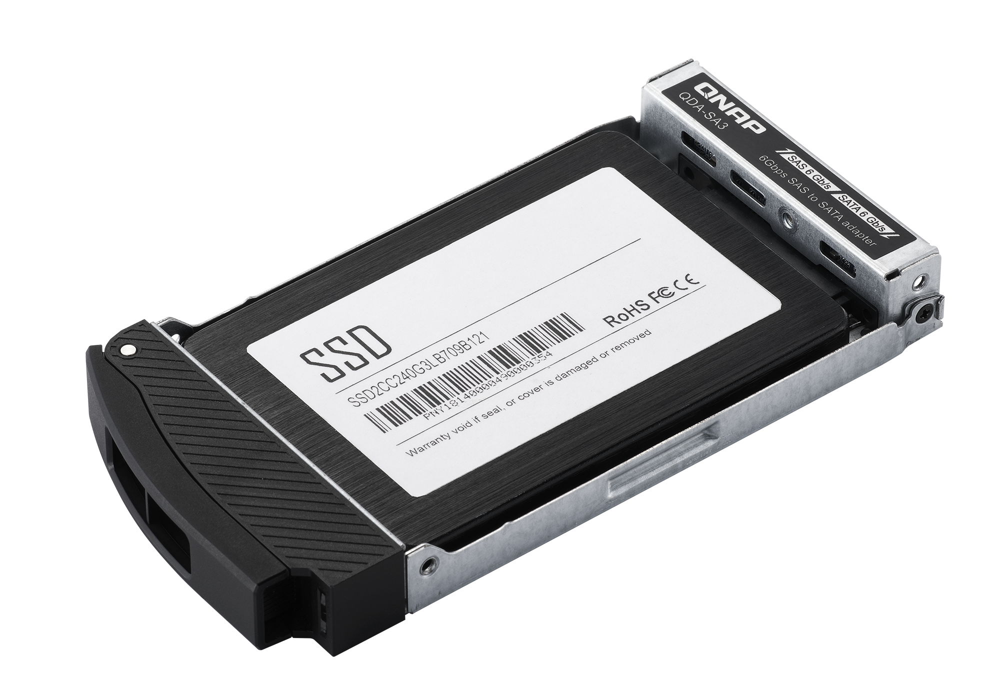 QNAP
QDA-SA3
SAS 6 Gb/s SATA 6 Gb/s
6Gbps SAS to SATA adapter
SSD
SSD2CC240G3LB709B121
PNY18140000490000354
RoHS FC CE
Warranty void if seal, or cover is damaged or removed